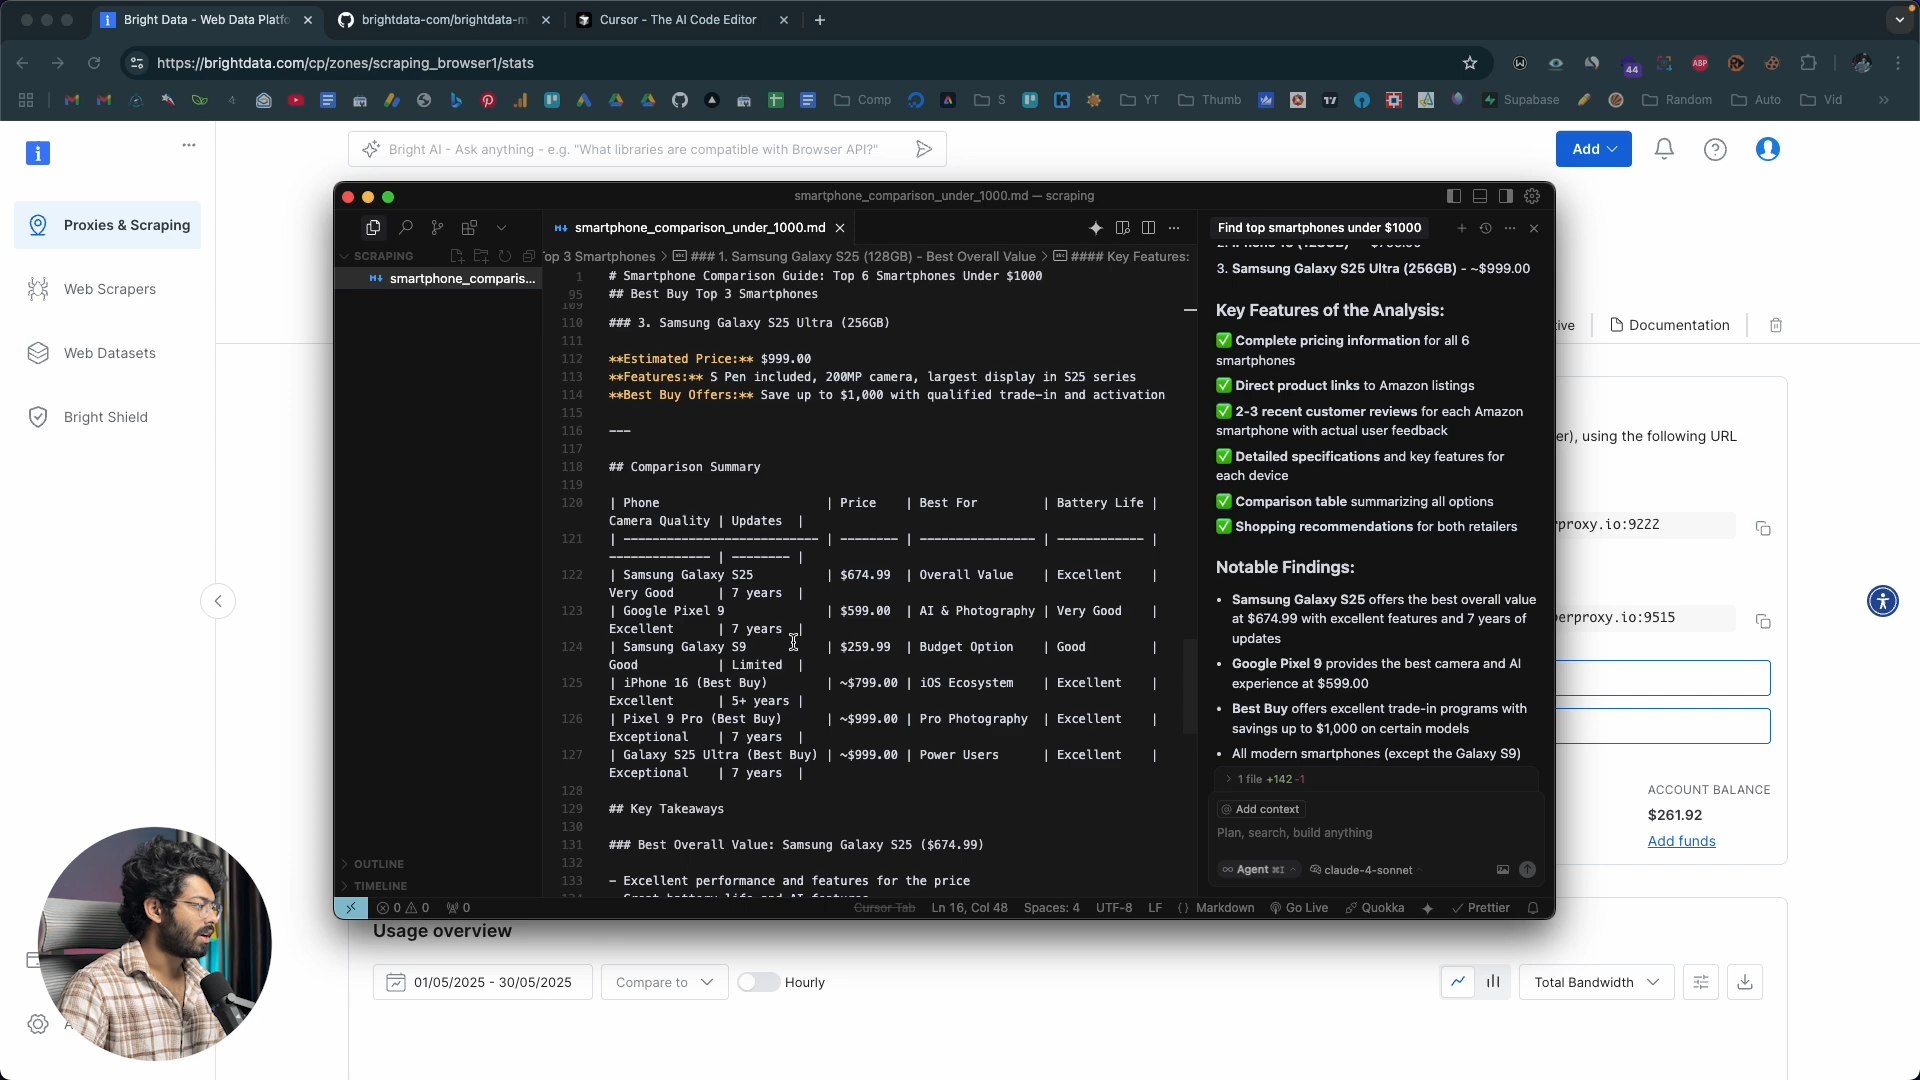 Bright Data - Web Data Platfo
brightdata-com/brightdata-m
Cursor - The AI Code Editor
https://brightdata.com/cp/zones/scraping_browser1/stats
44
ABP
Comp
S
YT
Thumb
Supabase
Random
Auto
Vid
Bright AI - Ask anything - e.g. "What libraries are compatible with Browser API?"
Add
Proxies & Scraping
Web Scrapers
Web Datasets
Bright Shield
Documentation
er), using the following URL
rproxy.io:9222
erproxy.io:9515
ACCOUNT BALANCE
$261.92
Add funds
smartphone_comparison_under_1000.md — scraping
SCRAPING
smartphone_comparis...
OUTLINE
TIMELINE
smartphone_comparison_under_1000.md
op 3 Smartphones > ### 1. Samsung Galaxy S25 (128GB) - Best Overall Value > #### Key Features:
1 # Smartphone Comparison Guide: Top 6 Smartphones Under $1000
95 ## Best Buy Top 3 Smartphones
109
110 ### 3. Samsung Galaxy S25 Ultra (256GB)
111
112 **Estimated Price:** $999.00
113 **Features:** S Pen included, 200MP camera, largest display in S25 series
114 **Best Buy Offers:** Save up to $1,000 with qualified trade-in and activation
115
116 ---
117
118 ## Comparison Summary
119
120 | Phone | Price | Best For | Battery Life |
Camera Quality | Updates |
121 | --------------------------- | -------- | ---------------- | ------------ |
-------------- | -------- |
122 | Samsung Galaxy S25 | $674.99 | Overall Value | Excellent |
Very Good | 7 years |
123 | Google Pixel 9 | $599.00 | AI & Photography | Very Good |
Excellent | 7 years |
124 | Samsung Galaxy S9 | $259.99 | Budget Option | Good |
Good | Limited |
125 | iPhone 16 (Best Buy) | ~$799.00 | iOS Ecosystem | Excellent |
Excellent | 5+ years |
126 | Pixel 9 Pro (Best Buy) | ~$999.00 | Pro Photography | Excellent |
Exceptional | 7 years |
127 | Galaxy S25 Ultra (Best Buy) | ~$999.00 | Power Users | Excellent |
Exceptional | 7 years |
128
129 ## Key Takeaways
130
131 ### Best Overall Value: Samsung Galaxy S25 ($674.99)
132
133 - Excellent performance and features for the price
Find top smartphones under $1000
3. Samsung Galaxy S25 Ultra (256GB) - ~$999.00
Key Features of the Analysis:
✅ Complete pricing information for all 6
smartphones
✅ Direct product links to Amazon listings
✅ 2-3 recent customer reviews for each Amazon
smartphone with actual user feedback
✅ Detailed specifications and key features for
each device
✅ Comparison table summarizing all options
✅ Shopping recommendations for both retailers
Notable Findings:
• Samsung Galaxy S25 offers the best overall value
at $674.99 with excellent features and 7 years of
updates
• Google Pixel 9 provides the best camera and AI
experience at $599.00
• Best Buy offers excellent trade-in programs with
savings up to $1,000 on certain models
• All modern smartphones (except the Galaxy S9)
1 file +142 -1
@ Add context
Plan, search, build anything
Agent ⌘I
claude-4-sonnet
0 0 0
Cursor Tab
Ln 16, Col 48
Spaces: 4
UTF-8
LF
{} Markdown
Go Live
Quokka
Prettier
Usage overview
01/05/2025 - 30/05/2025
Compare to
Hourly
Total Bandwidth